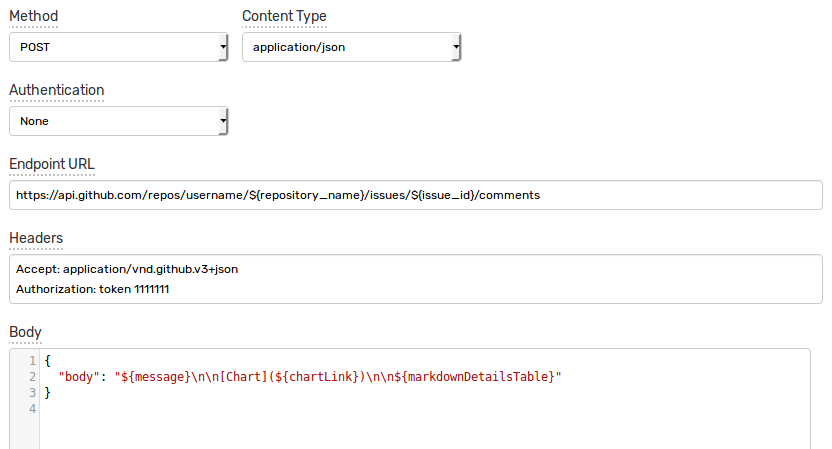 Method Content Type
POST application/json
Authentication
None
Endpoint URL
https://api.github.com/repos/username/${repository_name}/issues/${issue_id}/comments
Headers
Accept: application/vnd.github.v3+json
Authorization: token 1111111
Body
1 {
2 "body": "${message}\n\n[Chart](${chartLink})\n\n${markdownDetailsTable}"
3 }
4